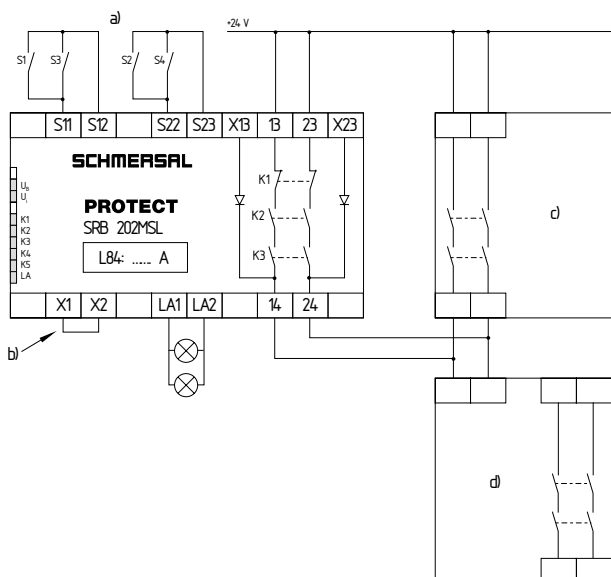 a)
+24 V
S1 S3 S2 S4
S11 S12 S22 S23 X13 13 23 X23
SCHMERSAL
PROTECT
SRB 202MSL
L84: ...... A
UB
Ui
K1
K2
K3
K4
K5
LA
K1
K2
K3
c)
X1 X2 LA1 LA2 14 24
b)
d)